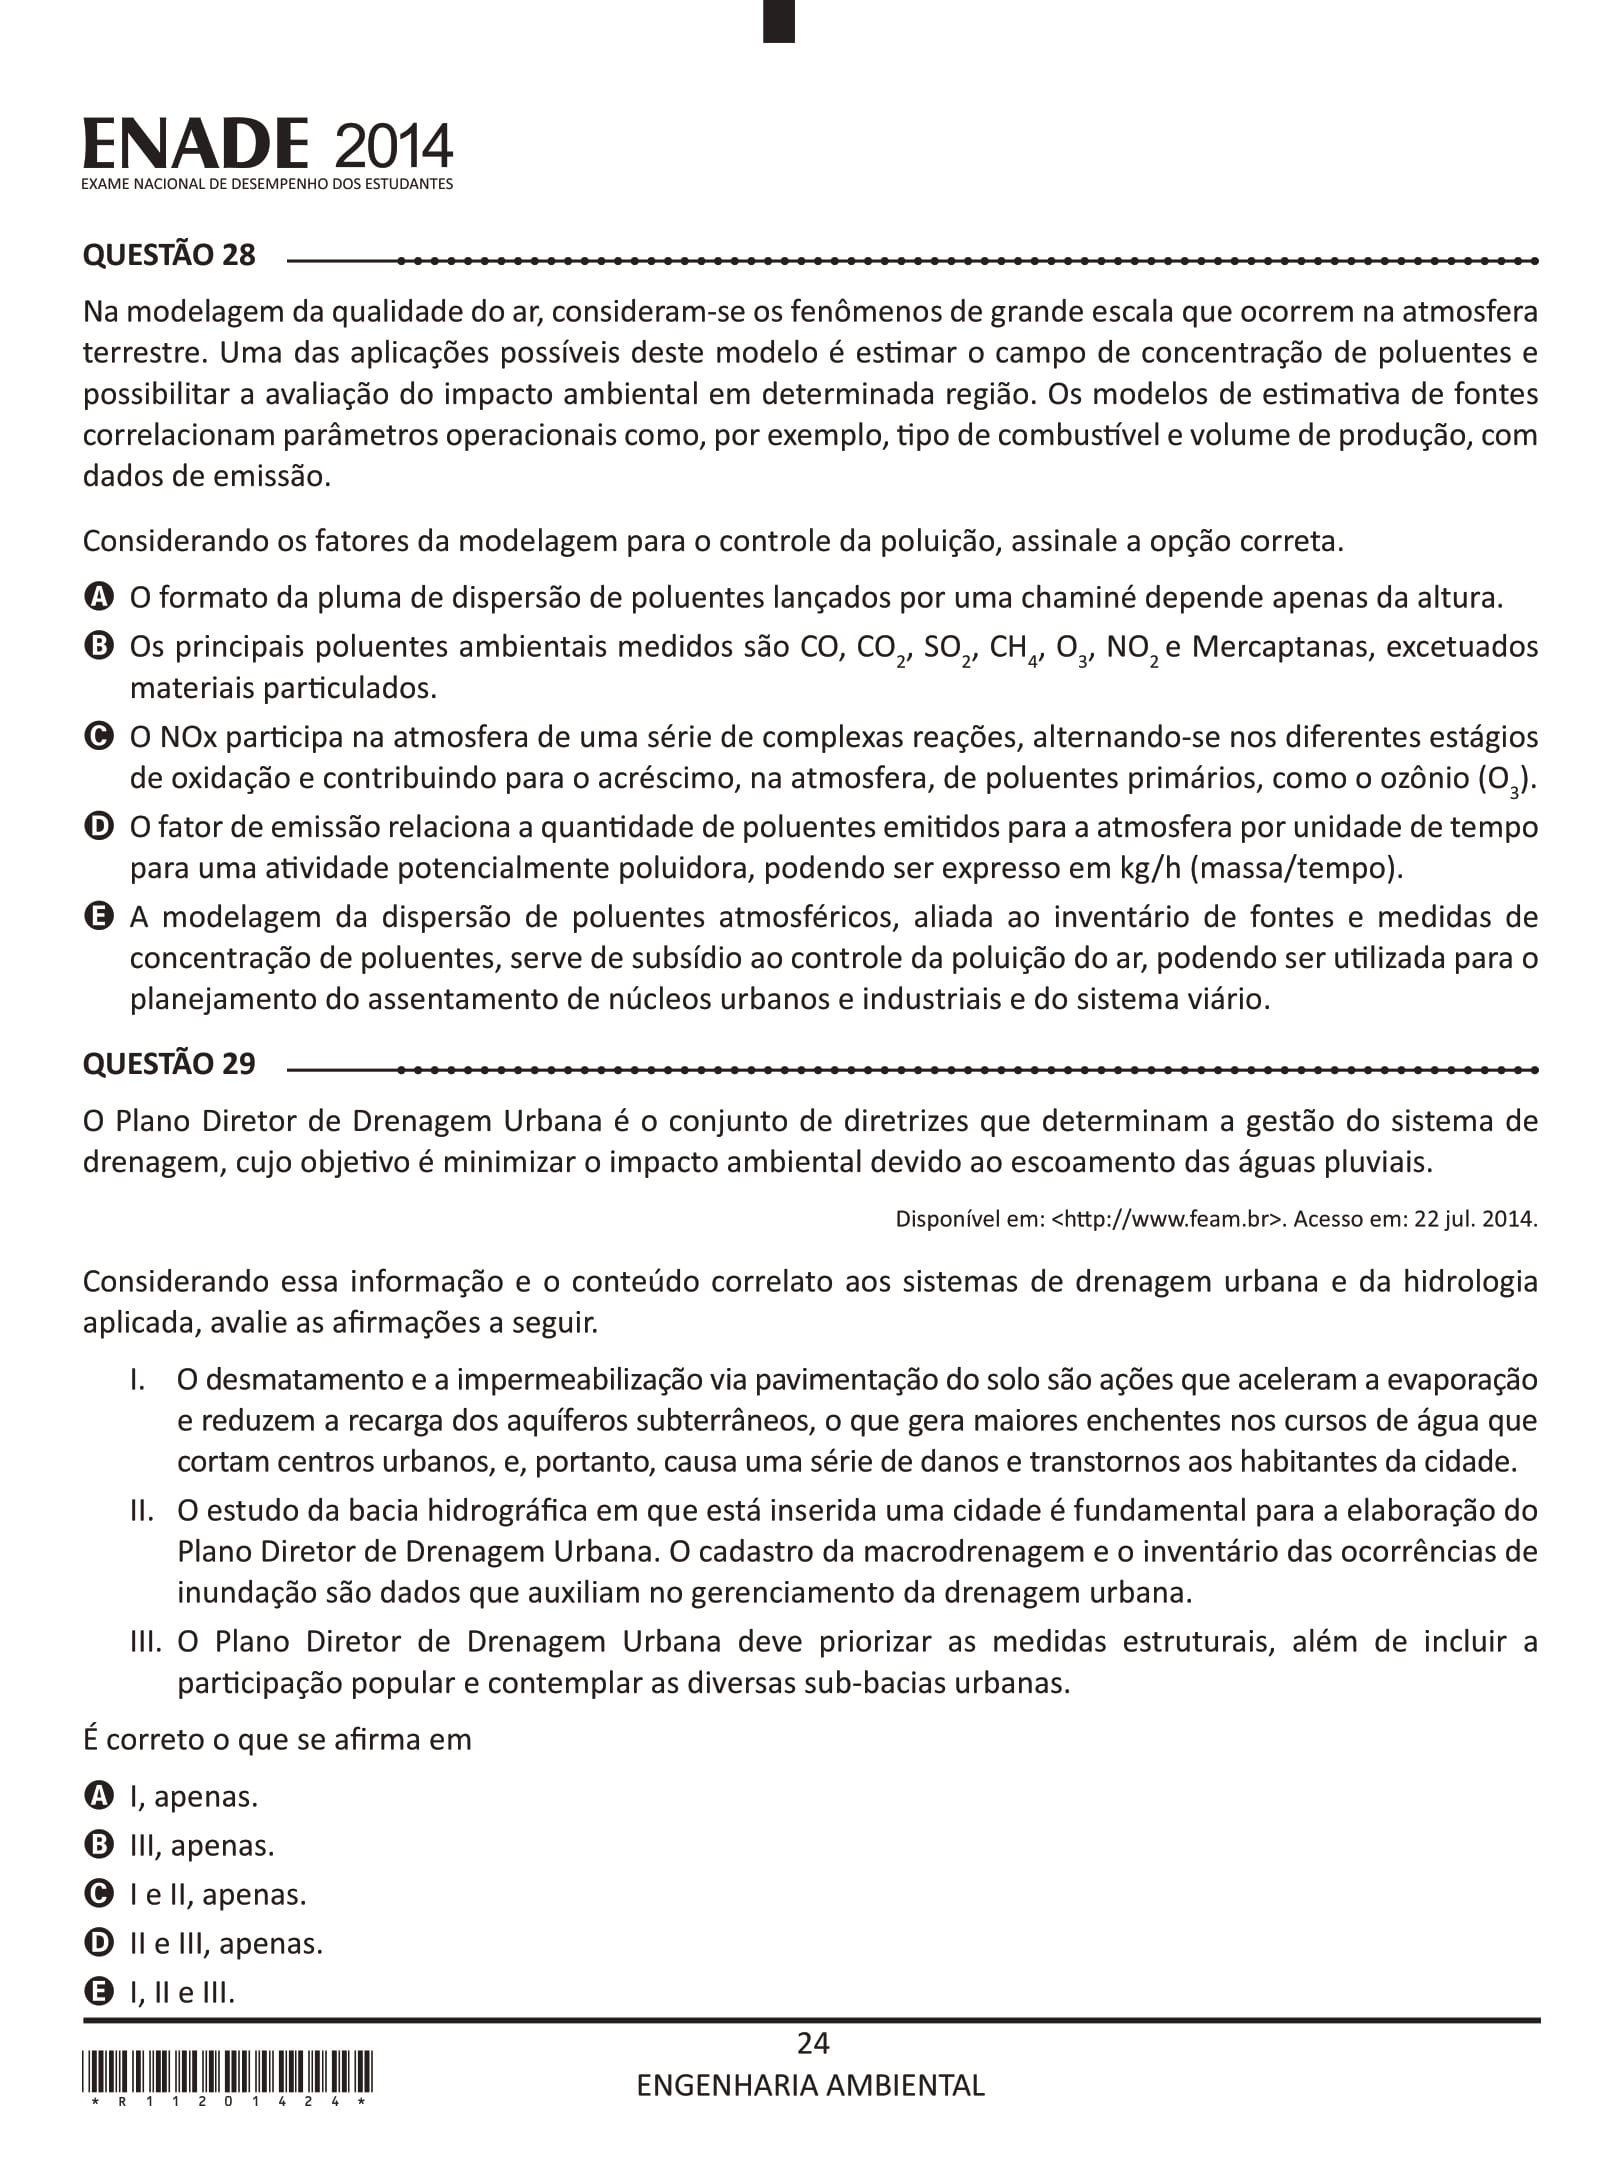 ENADE 2014
EXAME NACIONAL DE DESEMPENHO DOS ESTUDANTES
QUESTÃO 28
Na modelagem da qualidade do ar, consideram-se os fenômenos de grande escala que ocorrem na atmosfera
terrestre. Uma das aplicações possíveis deste modelo é estimar o campo de concentração de poluentes e
possibilitar a avaliação do impacto ambiental em determinada região. Os modelos de estimativa de fontes
correlacionam parâmetros operacionais como, por exemplo, tipo de combustível e volume de produção, com
dados de emissão.
Considerando os fatores da modelagem para o controle da poluição, assinale a opção correta.
A O formato da pluma de dispersão de poluentes lançados por uma chaminé depende apenas da altura.
B Os principais poluentes ambientais medidos são CO, CO₂, SO₂, CH₄, O₃, NO₂ e Mercaptanas, excetuados
materiais particulados.
C O NOx participa na atmosfera de uma série de complexas reações, alternando-se nos diferentes estágios
de oxidação e contribuindo para o acréscimo, na atmosfera, de poluentes primários, como o ozônio (O₃).
D O fator de emissão relaciona a quantidade de poluentes emitidos para a atmosfera por unidade de tempo
para uma atividade potencialmente poluidora, podendo ser expresso em kg/h (massa/tempo).
E A modelagem da dispersão de poluentes atmosféricos, aliada ao inventário de fontes e medidas de
concentração de poluentes, serve de subsídio ao controle da poluição do ar, podendo ser utilizada para o
planejamento do assentamento de núcleos urbanos e industriais e do sistema viário.
QUESTÃO 29
O Plano Diretor de Drenagem Urbana é o conjunto de diretrizes que determinam a gestão do sistema de
drenagem, cujo objetivo é minimizar o impacto ambiental devido ao escoamento das águas pluviais.
Disponível em: <http://www.feam.br>. Acesso em: 22 jul. 2014.
Considerando essa informação e o conteúdo correlato aos sistemas de drenagem urbana e da hidrologia
aplicada, avalie as afirmações a seguir.
I. O desmatamento e a impermeabilização via pavimentação do solo são ações que aceleram a evaporação
e reduzem a recarga dos aquíferos subterrâneos, o que gera maiores enchentes nos cursos de água que
cortam centros urbanos, e, portanto, causa uma série de danos e transtornos aos habitantes da cidade.
II. O estudo da bacia hidrográfica em que está inserida uma cidade é fundamental para a elaboração do
Plano Diretor de Drenagem Urbana. O cadastro da macrodrenagem e o inventário das ocorrências de
inundação são dados que auxiliam no gerenciamento da drenagem urbana.
III. O Plano Diretor de Drenagem Urbana deve priorizar as medidas estruturais, além de incluir a
participação popular e contemplar as diversas sub-bacias urbanas.
É correto o que se afirma em
A I, apenas.
B III, apenas.
C I e II, apenas.
D II e III, apenas.
E I, II e III.
24
ENGENHARIA AMBIENTAL
* R 1 1 2 0 1 4 2 4 *